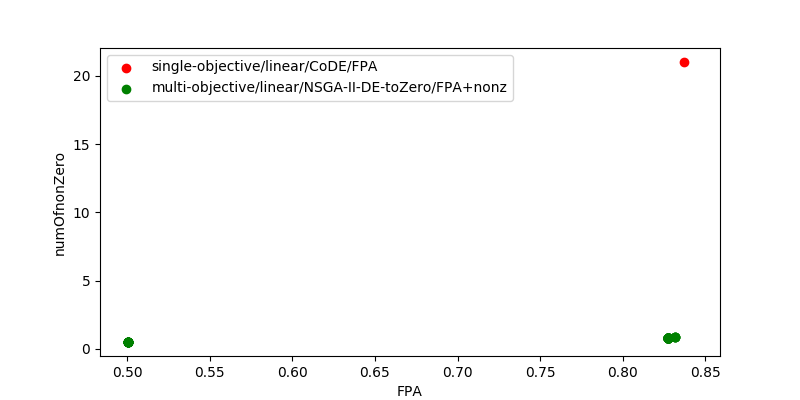 single-objective/linear/CoDE/FPA
multi-objective/linear/NSGA-II-DE-toZero/FPA+nonz
numOfnonZero
20
15
10
5
0
0.50 0.55 0.60 0.65 0.70 0.75 0.80 0.85
FPA